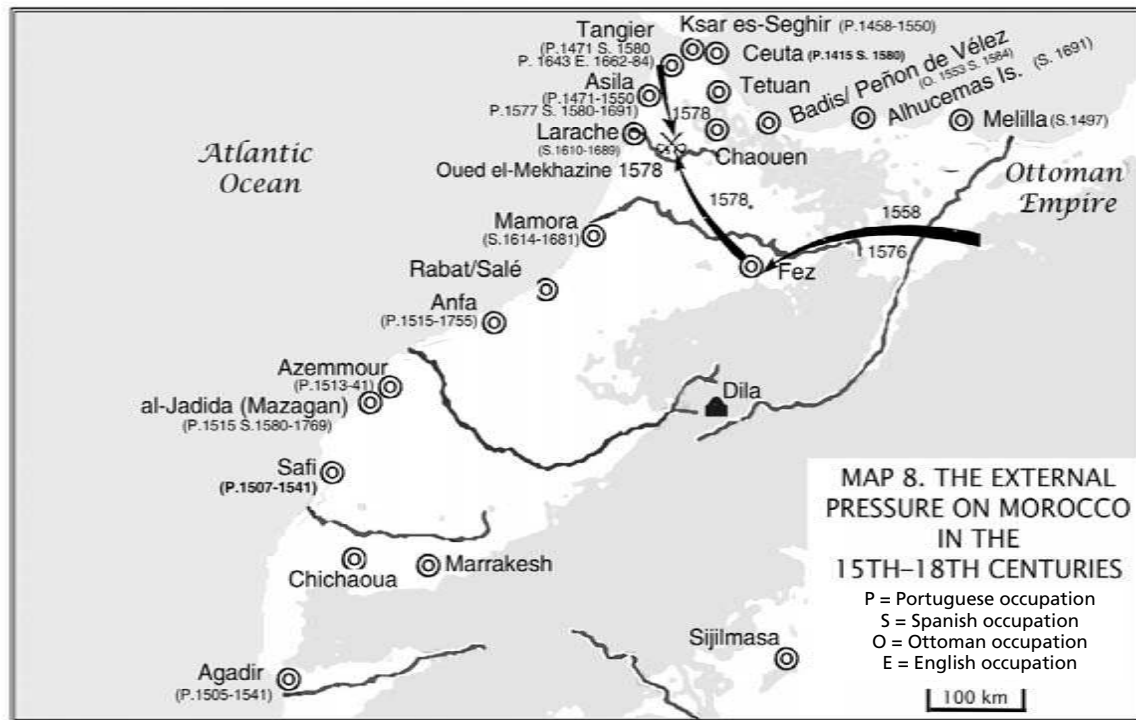 Tangier
(P.1471 S. 1580
P. 1643 E. 1662-84)
Ksar es-Seghir (P.1458-1550)
Ceuta (P.1415 S. 1580)
Asila
(P.1471-1550
P.1577 S. 1580-1691)
Tetuan
Badis/ Peñon de Vélez
(O. 1553 S. 1564)
Alhucemas Is. (S. 1691)
Melilla (S.1497)
1578
Larache
(S.1610-1689)
Chaouen
Oued el-Mekhazine 1578
Atlantic
Ocean
Ottoman
Empire
1578
1558
1576
Mamora
(S.1614-1681)
Fez
Rabat/Salé
Anfa
(P.1515-1755)
Azemmour
(P.1513-41)
al-Jadida (Mazagan)
(P.1515 S.1580-1769)
Dila
Safi
(P.1507-1541)
Chichaoua
Marrakesh
Agadir
(P.1505-1541)
Sijilmasa
MAP 8. THE EXTERNAL
PRESSURE ON MOROCCO
IN THE
15TH–18TH CENTURIES
P = Portuguese occupation
S = Spanish occupation
O = Ottoman occupation
E = English occupation
100 km